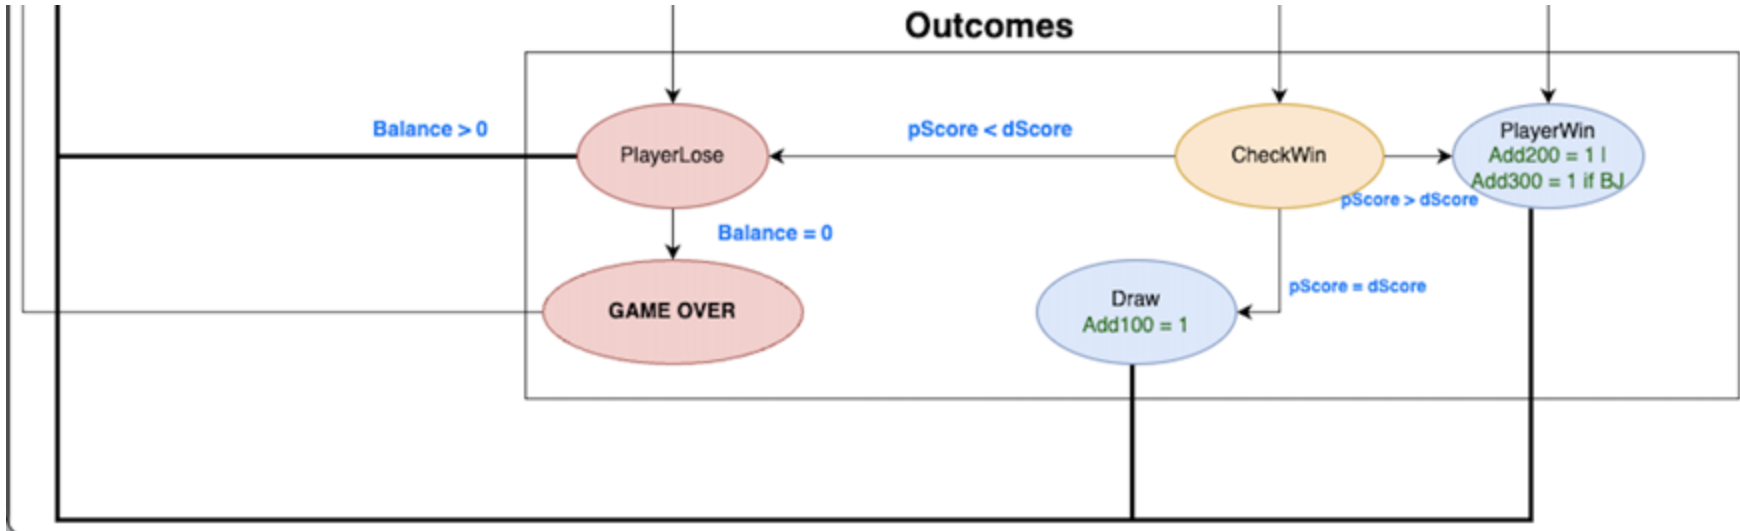 Outcomes
Balance > 0
PlayerLose
pScore < dScore
CheckWin
PlayerWin
Add200 = 1 |
Add300 = 1 if BJ
pScore > dScore
Balance = 0
GAME OVER
Draw
Add100 = 1
pScore = dScore